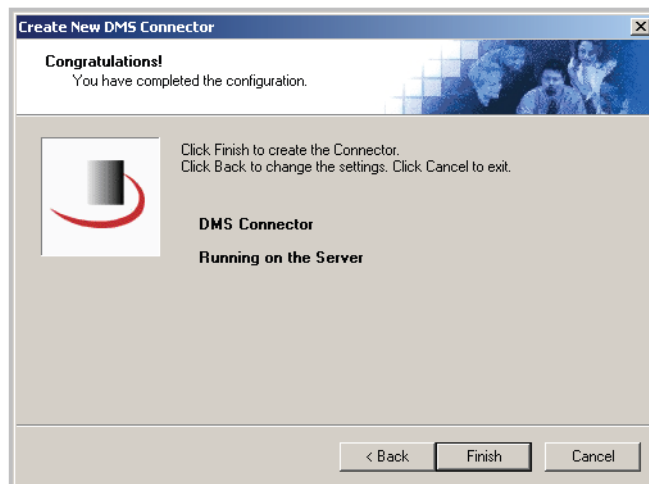 Create New DMS Connector
Congratulations!
You have completed the configuration.
Click Finish to create the Connector.
Click Back to change the settings. Click Cancel to exit.
DMS Connector
Running on the Server
< Back
Finish
Cancel